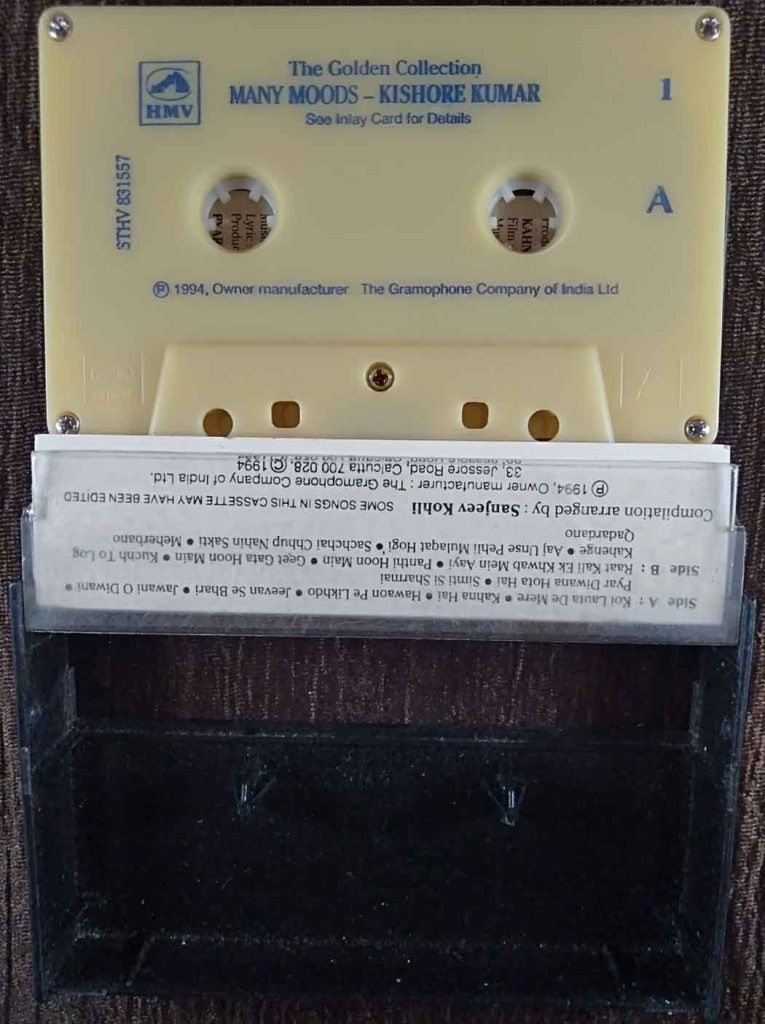 The Golden Collection
MANY MOODS – KISHORE KUMAR
See Inlay Card for Details
HMV
1
A
STHV 831557
Ⓟ 1994, Owner manufacturer The Gramophone Company of India Ltd
Side A : Koi Lauta De Mere • Kahna Hai • Hawaon Pe Likhdo • Jeevan Se Bhari • Jawani O Diwani •
Pyar Diwana Hota Hai • Simti Si Sharmai
Side B : Raat Kali Ek Khwab Mein Aayi • Panthi Hoon Main • Geet Gata Hoon Main • Kuchh To Log
Kahenge • Aaj Unse Pehli Mulaqat Hogi • Sachchai Chhup Nahin Sakti • Meherbano
Qadardano
Compilation arranged by : Sanjeev Kohli SOME SONGS IN THIS CASSETTE MAY HAVE BEEN EDITED
Ⓟ 1994, Owner manufacturer : The Gramophone Company of India Ltd.
33, Jessore Road, Calcutta 700 028. Ⓒ 1994